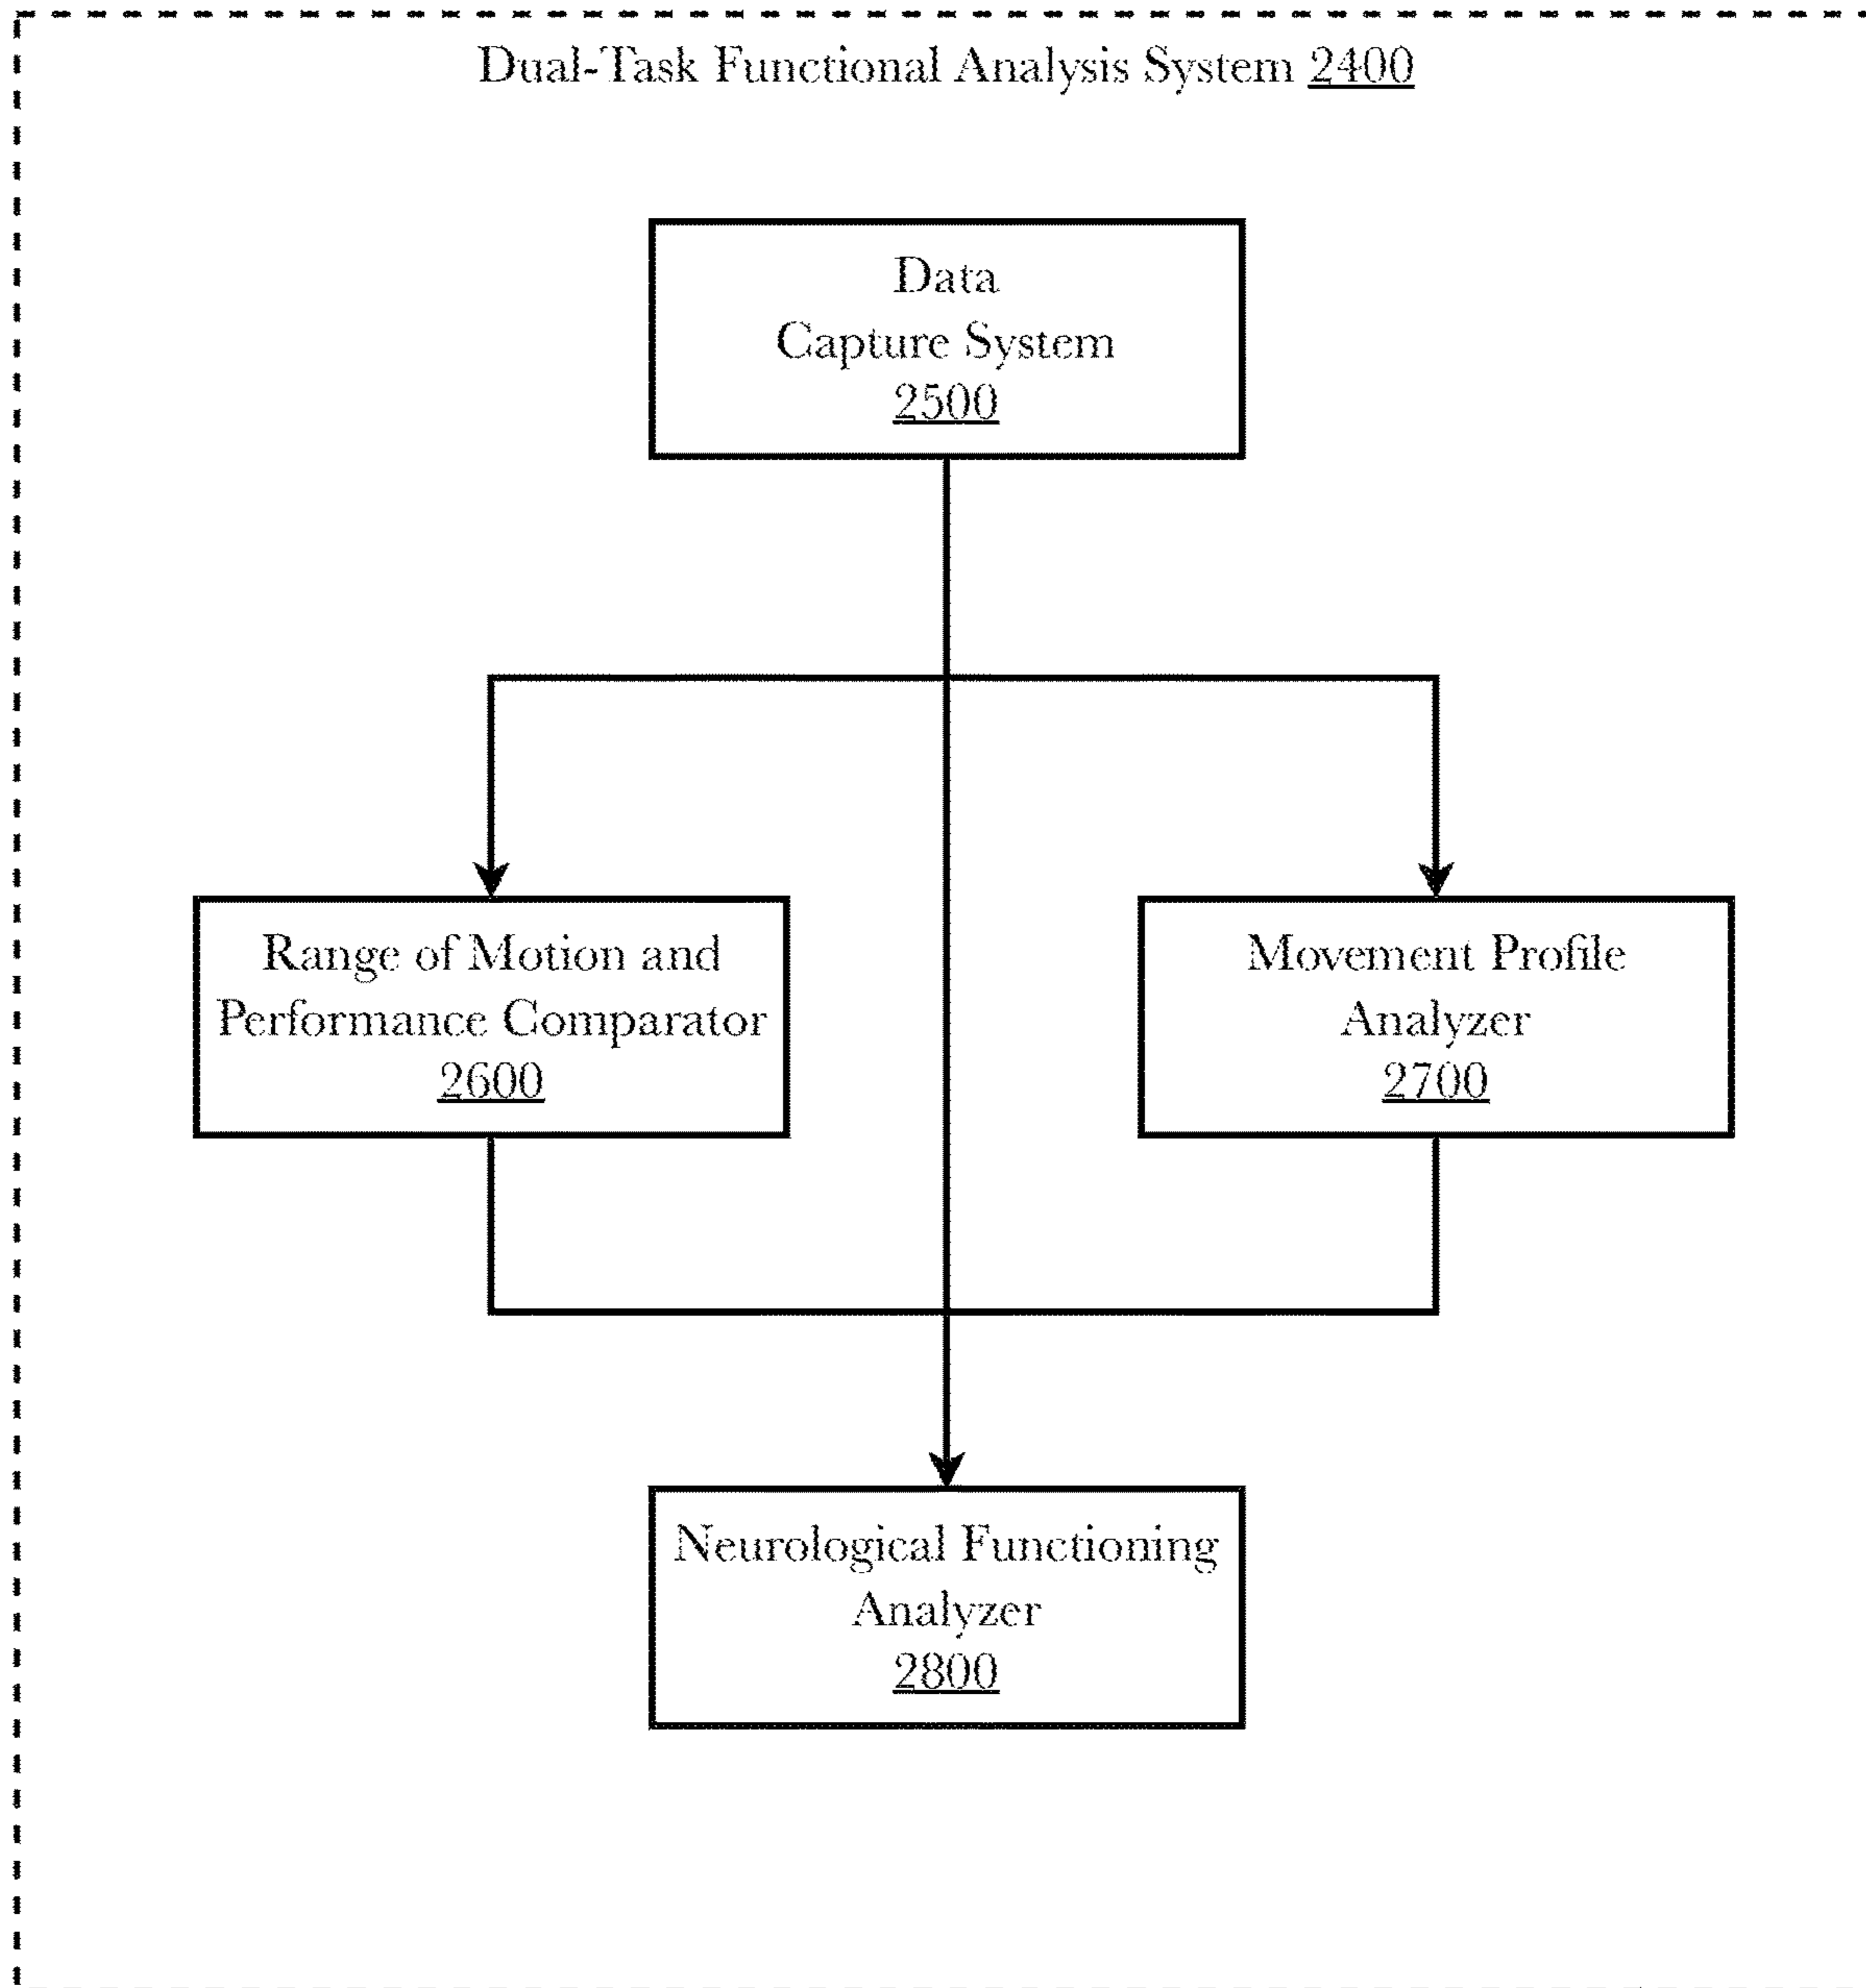 Dual-Task Functional Analysis System 2400
Data
Capture System
2500
Range of Motion and
Performance Comparator
2600
Movement Profile
Analyzer
2700
Neurological Functioning
Analyzer
2800